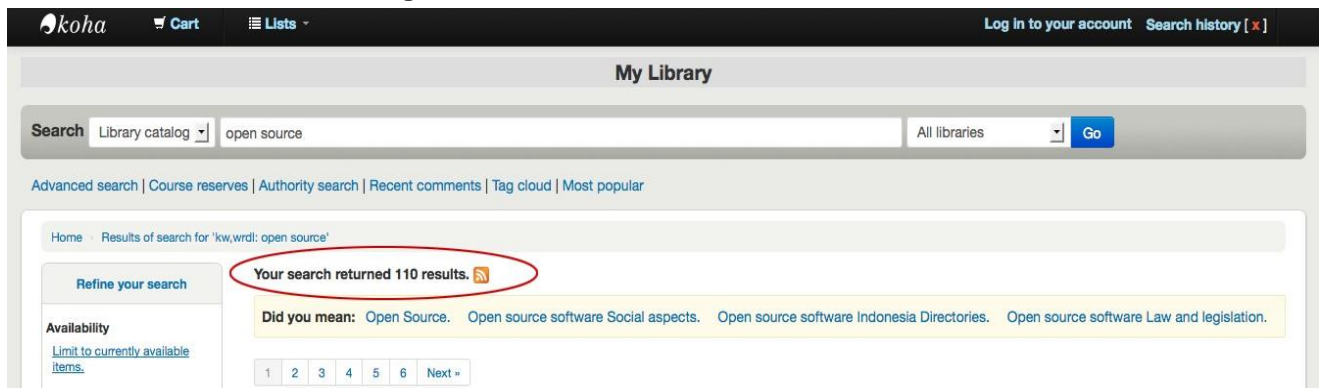 koha Cart Lists Log in to your account Search history [ x ]
My Library
Search Library catalog open source All libraries Go
Advanced search | Course reserves | Authority search | Recent comments | Tag cloud | Most popular
Home Results of search for 'kw,wrdl: open source'
Refine your search
Availability
Limit to currently available
items.
Your search returned 110 results.
Did you mean: Open Source. Open source software Social aspects. Open source software Indonesia Directories. Open source software Law and legislation.
1 2 3 4 5 6 Next »